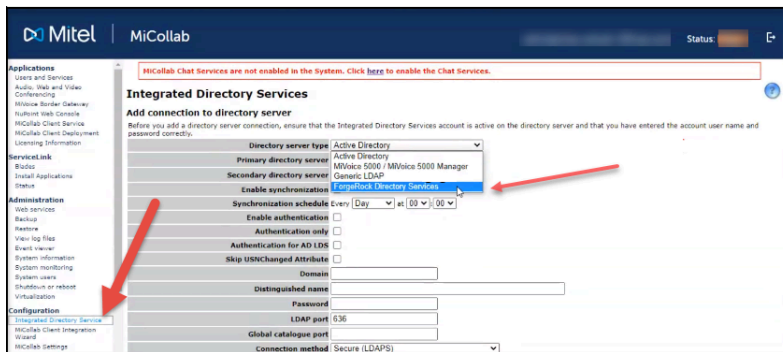 Mitel | MiCollab
Status:
Applications
Users and Services
Audio, Web and Video
Conferencing
MiVoice Border Gateway
NuPoint Web Console
MiCollab Client Service
MiCollab Client Deployment
Licensing Information
ServiceLink
Blades
Install Applications
Status
Administration
Web services
Backup
Restore
View log files
Event viewer
System information
System monitoring
System users
Shutdown or reboot
Virtualization
Configuration
Integrated Directory Service
MiCollab Client Integration
Wizard
MiCollab Settings
MiCollab Chat Services are not enabled in the System. Click here to enable the Chat Services.
Integrated Directory Services
Add connection to directory server
Before you add a directory server connection, ensure that the Integrated Directory Services account is active on the directory server and that you have entered the account user name and
password correctly.
Directory server type Active Directory
Active Directory
MiVoice 5000 / MiVoice 5000 Manager
Generic LDAP
ForgeRock Directory Services
Primary directory server
Secondary directory server
Enable synchronization
Synchronization schedule Every Day at 00 : 00
Enable authentication
Authentication only
Authentication for AD LDS
Skip USNChanged Attribute
Domain
Distinguished name
Password
LDAP port 636
Global catalogue port
Connection method Secure (LDAPS)